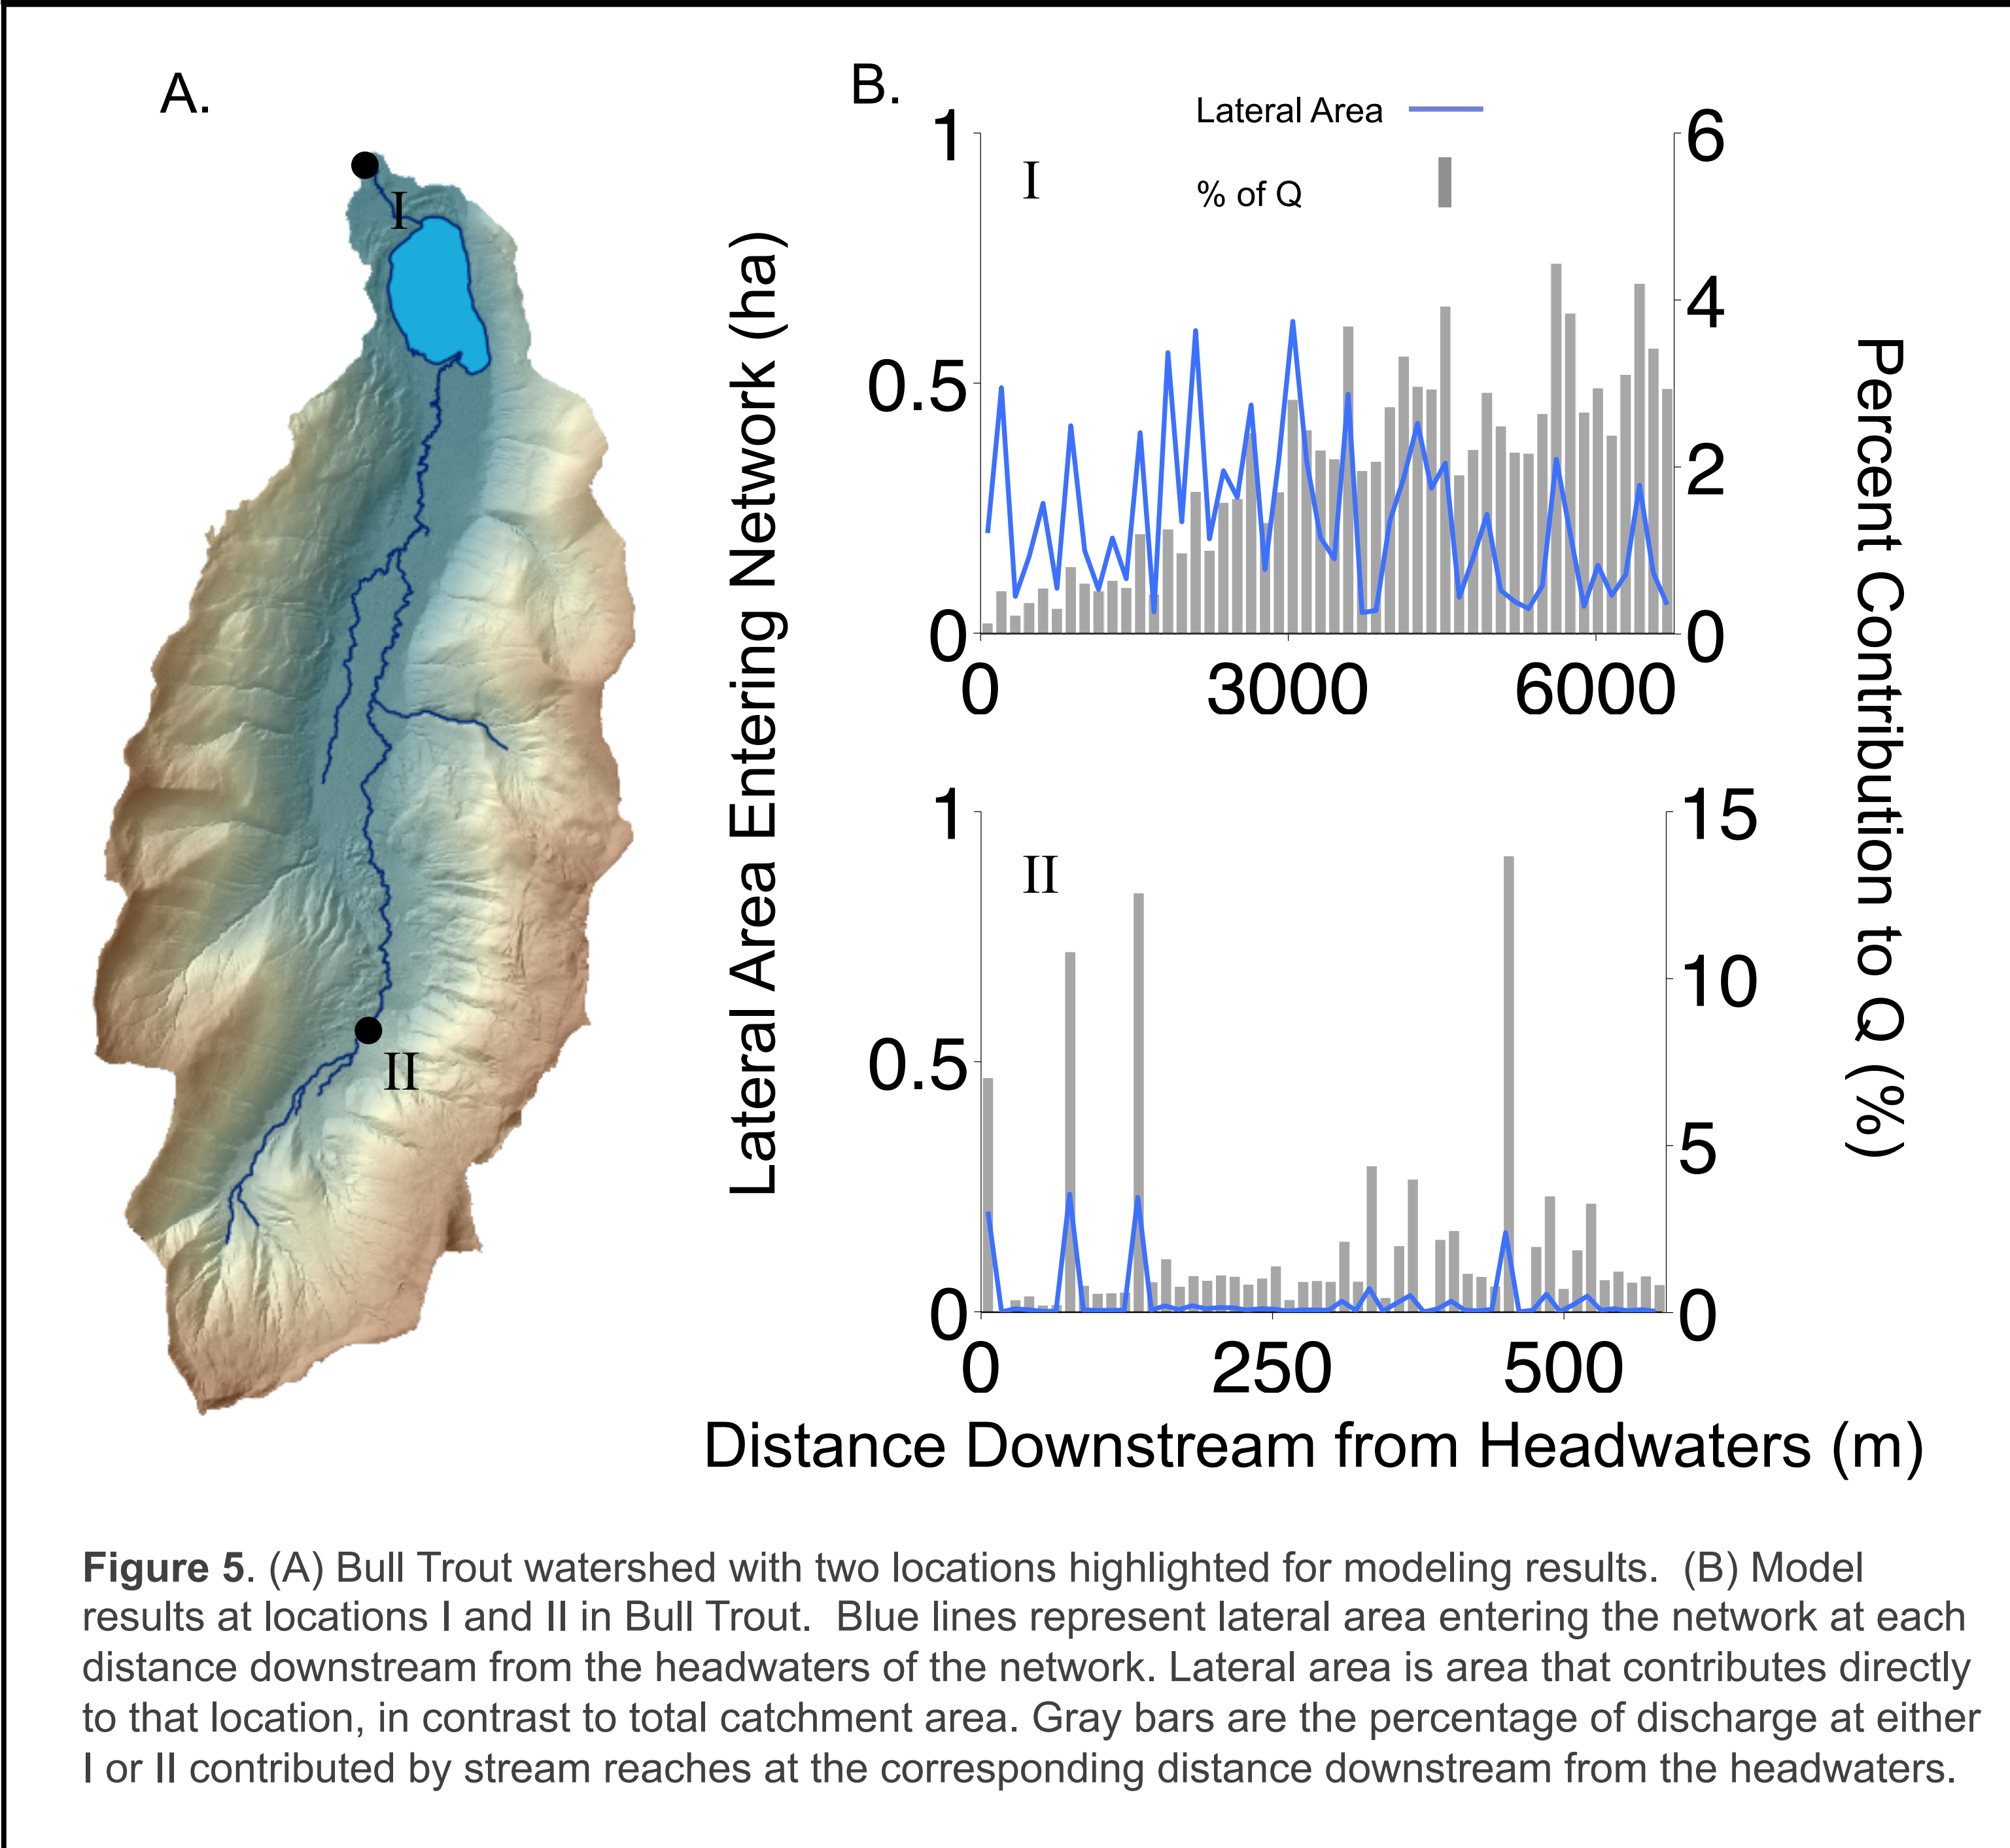 A.
I
II
B.
Lateral Area
% of Q
I
1
0.5
0
6
4
2
0
0 3000 6000
Lateral Area Entering Network (ha)
Percent Contribution to Q (%)
II
1
0.5
0
15
10
5
0
0 250 500
Distance Downstream from Headwaters (m)
Figure 5. (A) Bull Trout watershed with two locations highlighted for modeling results.  (B) Model
results at locations I and II in Bull Trout.  Blue lines represent lateral area entering the network at each
distance downstream from the headwaters of the network. Lateral area is area that contributes directly
to that location, in contrast to total catchment area. Gray bars are the percentage of discharge at either
I or II contributed by stream reaches at the corresponding distance downstream from the headwaters.